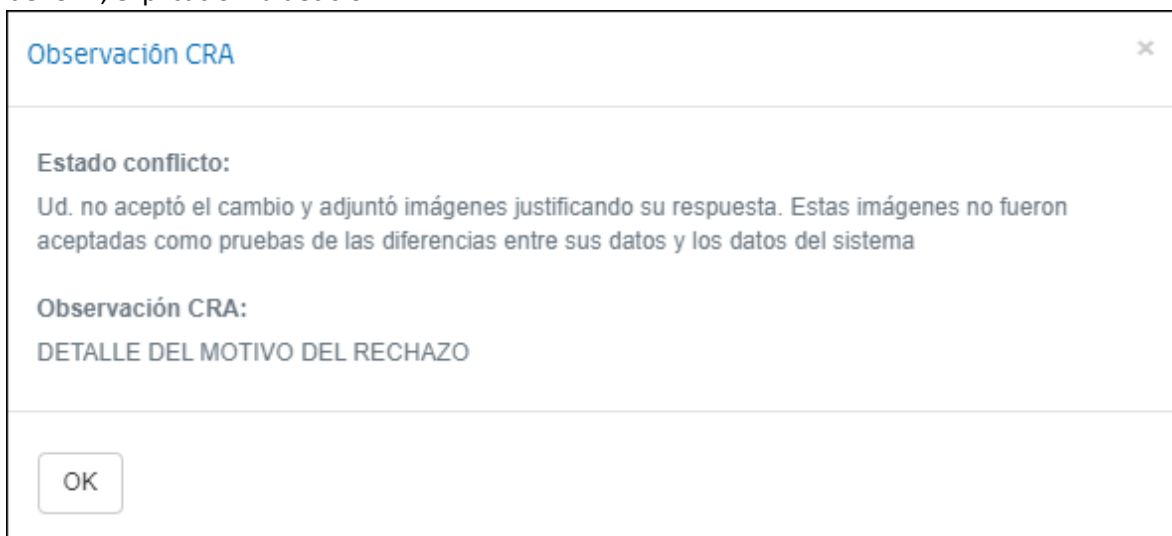 Observación CRA
×
Estado conflicto:
Ud. no aceptó el cambio y adjuntó imágenes justificando su respuesta. Estas imágenes no fueron
aceptadas como pruebas de las diferencias entre sus datos y los datos del sistema
Observación CRA:
DETALLE DEL MOTIVO DEL RECHAZO
OK